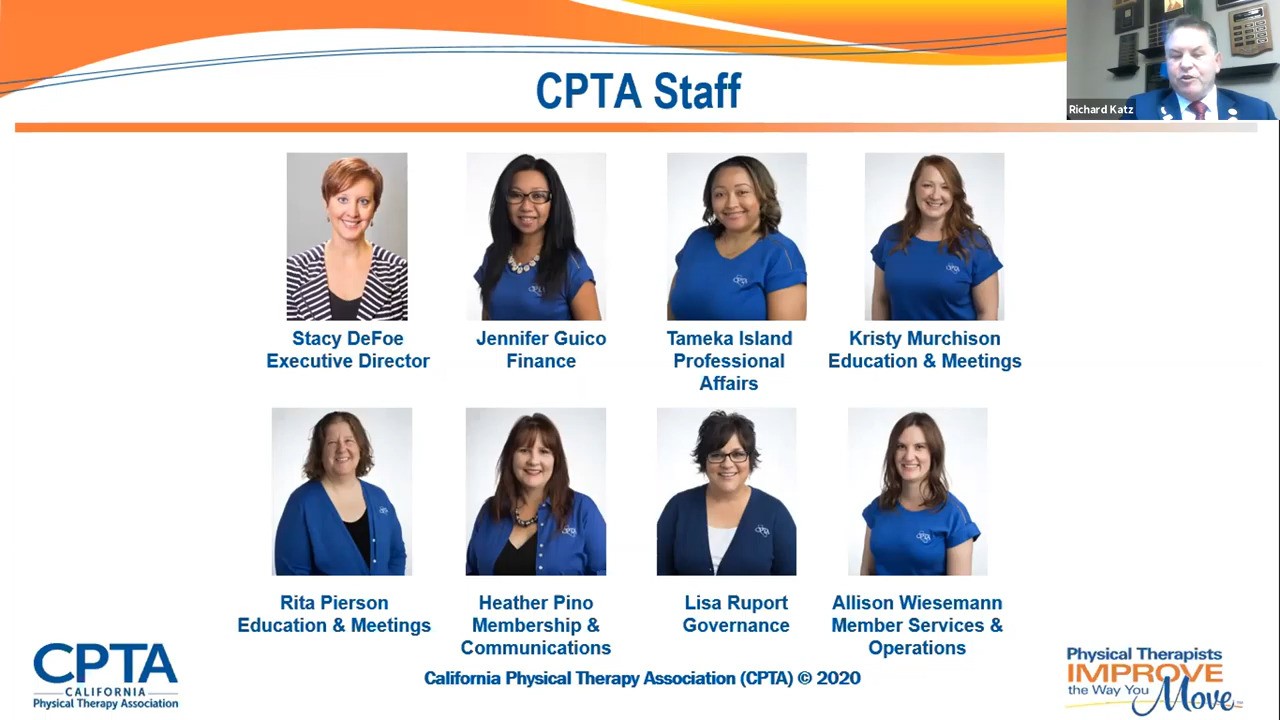 CPTA Staff
Richard Katz
Stacy DeFoe
Executive Director
Jennifer Guico
Finance
Tameka Island
Professional
Affairs
Kristy Murchison
Education & Meetings
Rita Pierson
Education & Meetings
Heather Pino
Membership &
Communications
Lisa Ruport
Governance
Allison Wiesemann
Member Services &
Operations
California Physical Therapy Association (CPTA) © 2020
CPTA
CALIFORNIA
Physical Therapy Association
Physical Therapists
IMPROVE
the Way You
Move